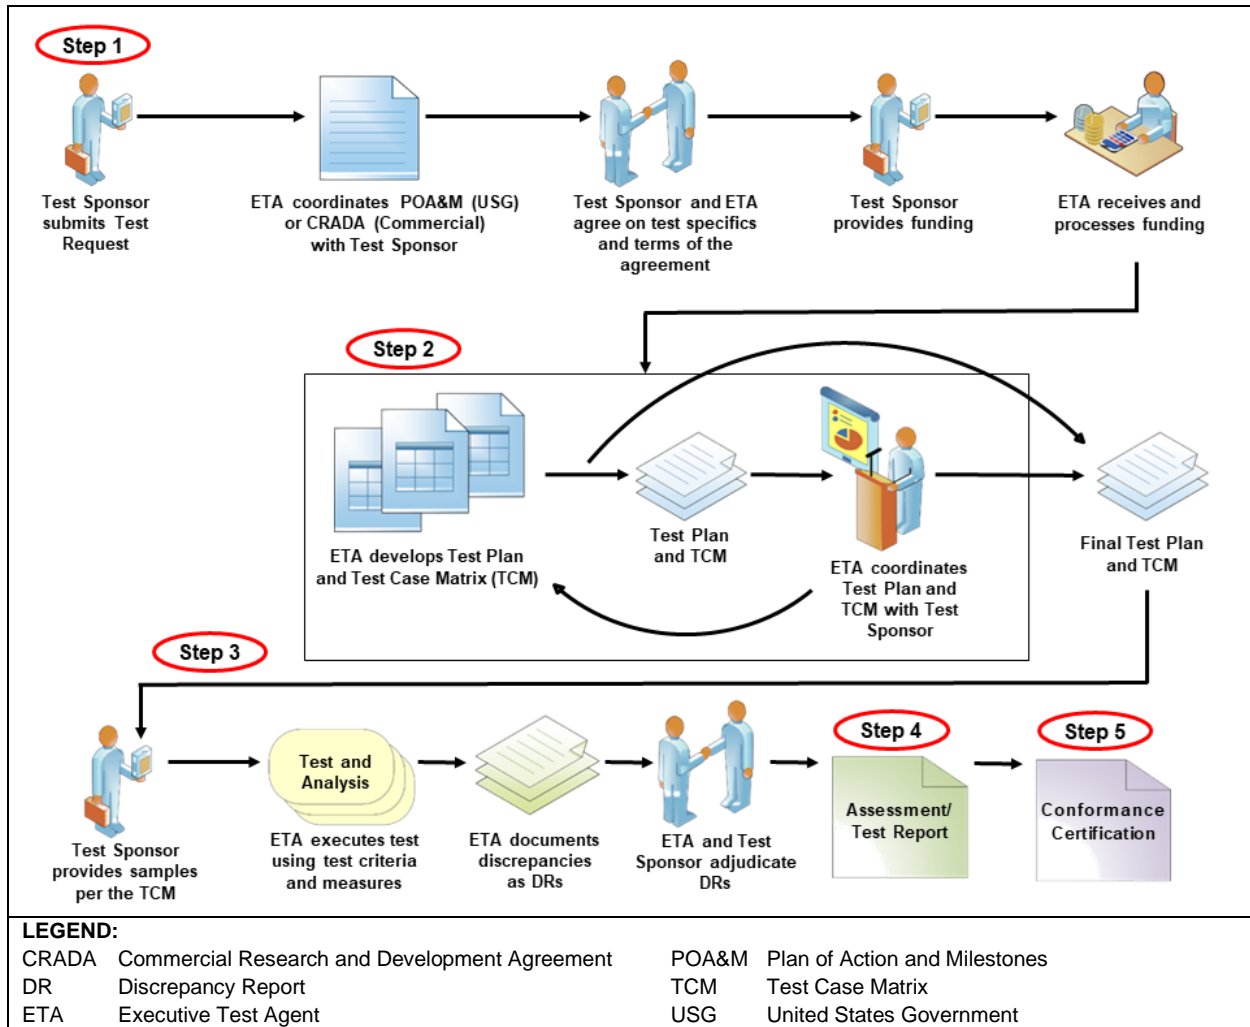 Step 1
Test Sponsor
submits Test
Request
ETA coordinates POA&M (USG)
or CRADA (Commercial)
with Test Sponsor
Test Sponsor and ETA
agree on test specifics
and terms of the
agreement
Test Sponsor
provides funding
ETA receives and
processes funding
Step 2
ETA develops Test Plan
and Test Case Matrix (TCM)
Test Plan
and TCM
ETA coordinates
Test Plan and
TCM with Test
Sponsor
Final Test Plan
and TCM
Step 3
Test Sponsor
provides samples
per the TCM
Test and
Analysis
ETA executes test
using test criteria
and measures
ETA documents
discrepancies
as DRs
ETA and Test
Sponsor adjudicate
DRs
Step 4
Assessment/
Test Report
Step 5
Conformance
Certification
LEGEND:
CRADA Commercial Research and Development Agreement
DR Discrepancy Report
ETA Executive Test Agent
POA&M Plan of Action and Milestones
TCM Test Case Matrix
USG United States Government